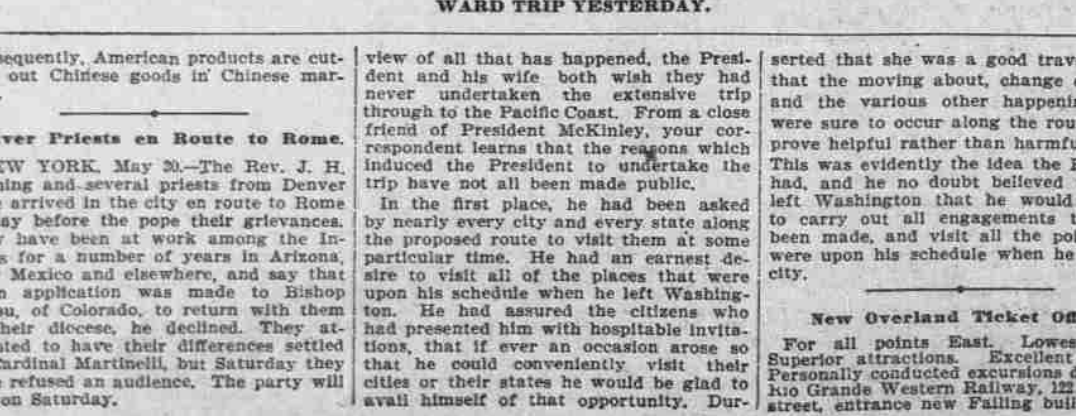 WARD TRIP YESTERDAY.
sequently, American products are cut-
out Chinese goods in Chinese mar-
ver Priests en Route to Rome.
EW YORK, May 20.—The Rev. J. H.
ning and several priests from Denver
arrived in the city en route to Rome
ay before the pope their grievances.
have been at work among the In-
s for a number of years in Arizona,
Mexico and elsewhere, and say that
n application was made to Bishop
ou, of Colorado, to return with them
their diocese, he declined. They at-
ted to have their differences settled
Cardinal Martinelli, but Saturday they
refused an audience. The party will
on Saturday.
view of all that has happened, the Presi-
dent and his wife both wish they had
never undertaken the extensive trip
through to the Pacific Coast. From a close
friend of President McKinley, your cor-
respondent learns that the reasons which
induced the President to undertake the
trip have not all been made public.
In the first place, he had been asked
by nearly every city and every state along
the proposed route to visit them at some
particular time. He had an earnest de-
sire to visit all of the places that were
upon his schedule when he left Washing-
ton. He had assured the citizens who
had presented him with hospitable invita-
tions, that if ever an occasion arose so
that he could conveniently visit their
cities or their states he would be glad to
avail himself of that opportunity. Dur-
serted that she was a good trav
that the moving about, change
and the various other happenin
were sure to occur along the rou
prove helpful rather than harmfu
This was evidently the idea the P
had, and he no doubt believed
left Washington that he would
to carry out all engagements t
been made, and visit all the poi
were upon his schedule when he
city.
New Overland Ticket Off
For all points East. Lowes
Superior attractions. Excellent
Personally conducted excursions d
Rio Grande Western Railway, 122
street, entrance new Failing buil